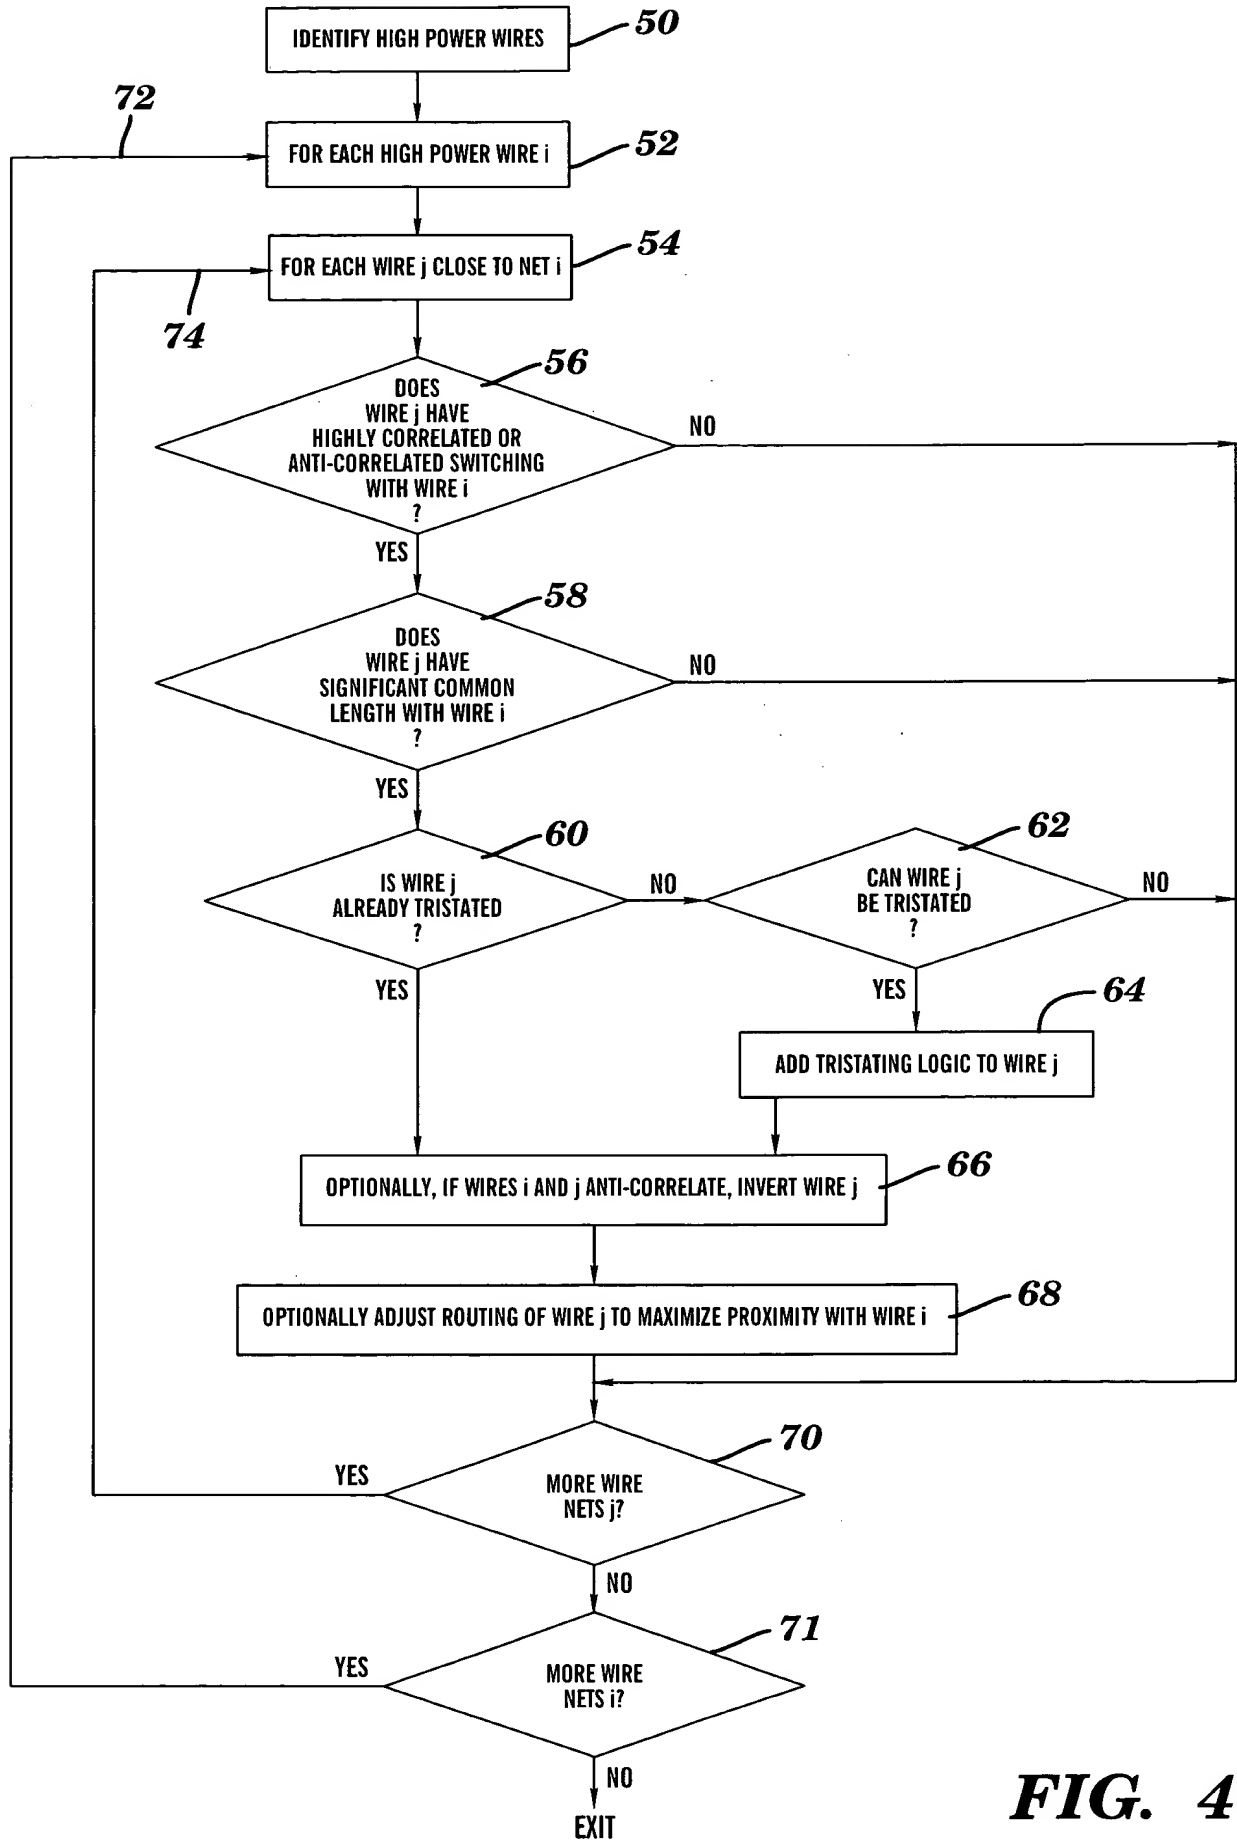 IDENTIFY HIGH POWER WIRES
50
72
FOR EACH HIGH POWER WIRE i
52
FOR EACH WIRE j CLOSE TO NET i
54
74
56
DOES
WIRE j HAVE
HIGHLY CORRELATED OR
ANTI-CORRELATED SWITCHING
WITH WIRE i
?
NO
YES
58
DOES
WIRE j HAVE
SIGNIFICANT COMMON
LENGTH WITH WIRE i
?
NO
YES
60
IS WIRE j
ALREADY TRISTATED
?
NO
62
CAN WIRE j
BE TRISTATED
?
NO
YES
YES
64
ADD TRISTATING LOGIC TO WIRE j
OPTIONALLY, IF WIRES i AND j ANTI-CORRELATE, INVERT WIRE j
66
OPTIONALLY ADJUST ROUTING OF WIRE j TO MAXIMIZE PROXIMITY WITH WIRE i
68
70
YES
MORE WIRE
NETS j?
NO
71
YES
MORE WIRE
NETS i?
NO
EXIT
FIG. 4